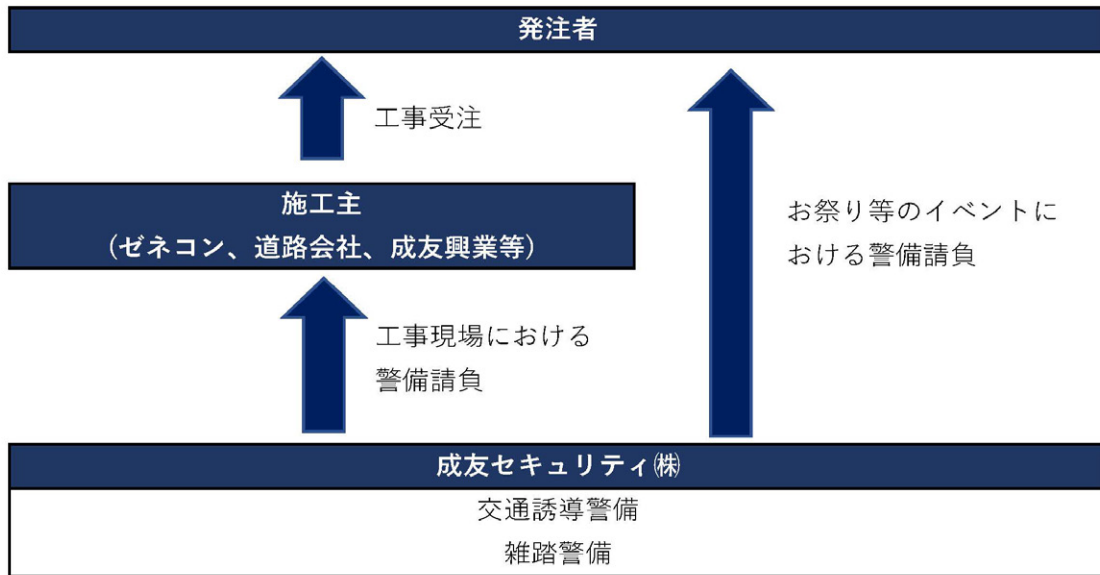 発注者
工事受注
施工主
（ゼネコン、道路会社、成友興業等）
お祭り等のイベントに
おける警備請負
工事現場における
警備請負
成友セキュリティ㈱
交通誘導警備
雑踏警備